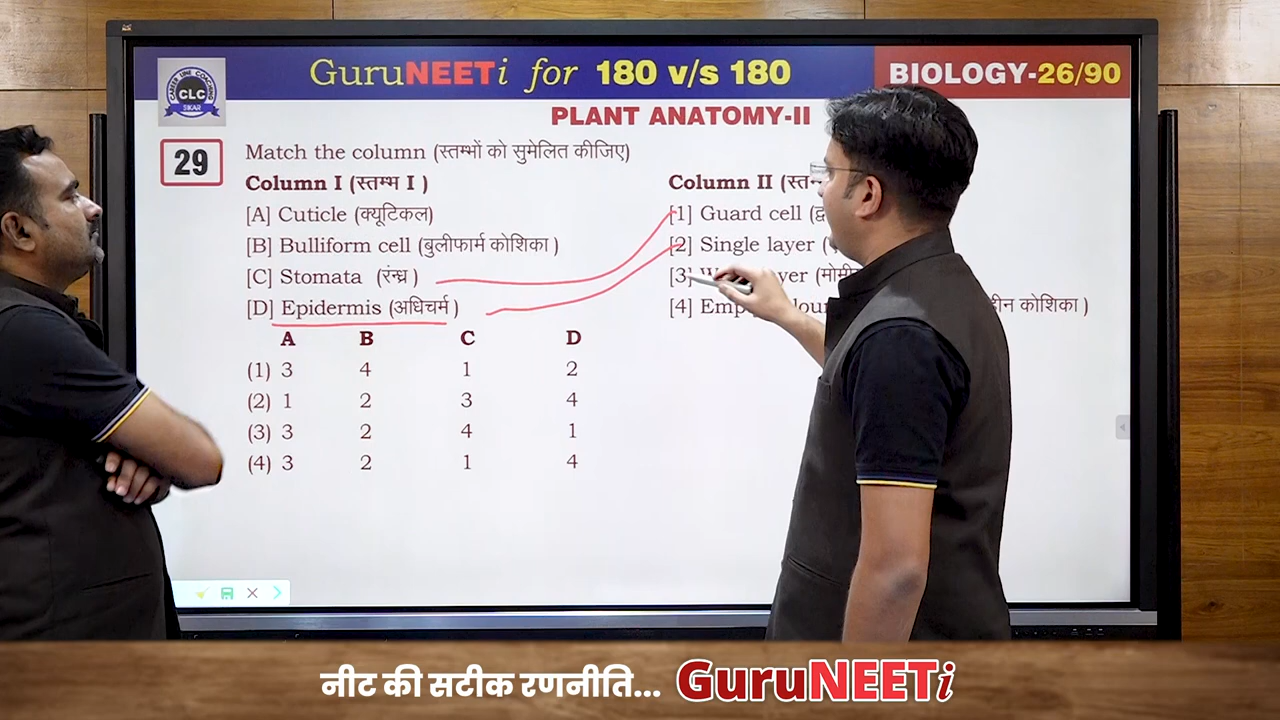 CAREER LINE COACHING
CLC
SIKAR
GuruNEETi for 180 v/s 180
BIOLOGY-26/90
PLANT ANATOMY-II
29
Match the column (स्तम्भों को सुमेलित कीजिए)
Column I (स्तम्भ I )
Column II
[A] Cuticle (क्यूटिकल)
[1] Guard cell
[B] Bulliform cell (बुलीफार्म कोशिका )
[2] Single layer
[C] Stomata (रंन्ध्र )
[3]
[D] Epidermis (अधिचर्म )
[4] कोशिका )
A B C D
(1) 3 4 1 2
(2) 1 2 3 4
(3) 3 2 4 1
(4) 3 2 1 4
नीट की सटीक रणनीति... GuruNEETi